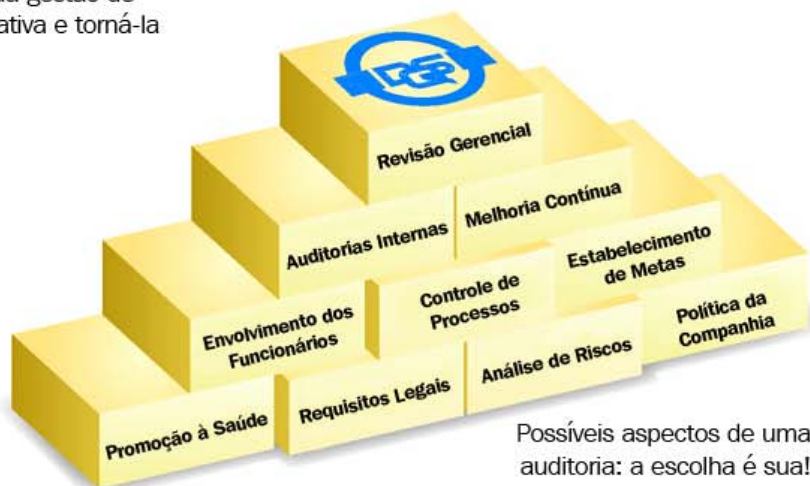 ativa e torná-la
DQS
Revisão Gerencial
Auditorias Internas
Melhoria Contínua
Envolvimento dos
Funcionários
Controle de
Processos
Estabelecimento
de Metas
Promoção à Saúde
Requisitos Legais
Análise de Riscos
Política da
Companhia
Possíveis aspectos de uma
auditoria: a escolha é sua!